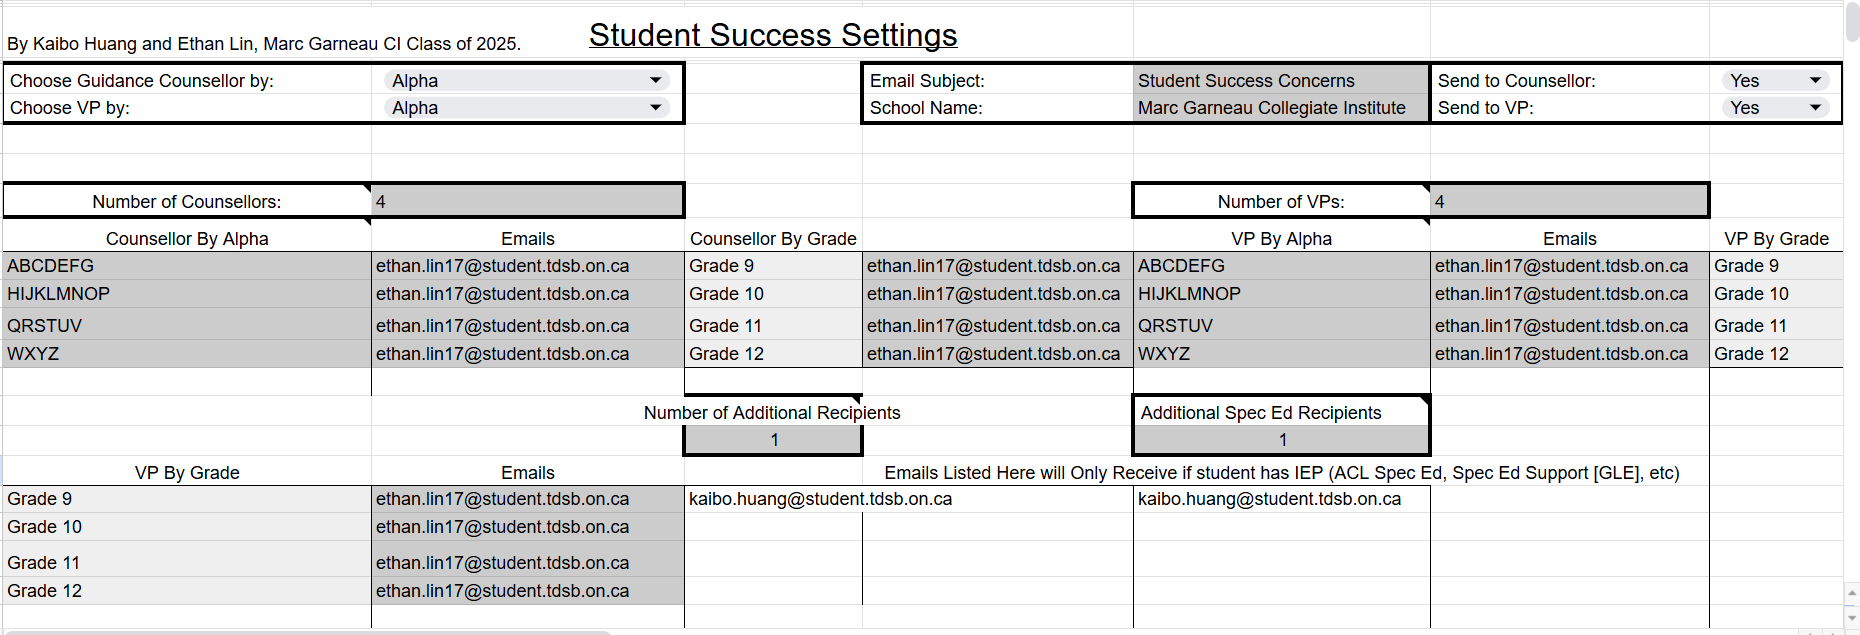 Student Success Settings
By Kaibo Huang and Ethan Lin, Marc Garneau CI Class of 2025.
Choose Guidance Counsellor by: Alpha Email Subject: Student Success Concerns Send to Counsellor: Yes
Choose VP by: Alpha School Name: Marc Garneau Collegiate Institute Send to VP: Yes
Number of Counsellors: 4 Number of VPs: 4
Counsellor By Alpha Emails Counsellor By Grade VP By Alpha Emails VP By Grade
ABCDEFG ethan.lin17@student.tdsb.on.ca Grade 9 ethan.lin17@student.tdsb.on.ca ABCDEFG ethan.lin17@student.tdsb.on.ca Grade 9
HIJKLMNOP ethan.lin17@student.tdsb.on.ca Grade 10 ethan.lin17@student.tdsb.on.ca HIJKLMNOP ethan.lin17@student.tdsb.on.ca Grade 10
QRSTUV ethan.lin17@student.tdsb.on.ca Grade 11 ethan.lin17@student.tdsb.on.ca QRSTUV ethan.lin17@student.tdsb.on.ca Grade 11
WXYZ ethan.lin17@student.tdsb.on.ca Grade 12 ethan.lin17@student.tdsb.on.ca WXYZ ethan.lin17@student.tdsb.on.ca Grade 12
Number of Additional Recipients Additional Spec Ed Recipients
1 1
VP By Grade Emails Emails Listed Here will Only Receive if student has IEP (ACL Spec Ed, Spec Ed Support [GLE], etc)
Grade 9 ethan.lin17@student.tdsb.on.ca kaibo.huang@student.tdsb.on.ca kaibo.huang@student.tdsb.on.ca
Grade 10 ethan.lin17@student.tdsb.on.ca
Grade 11 ethan.lin17@student.tdsb.on.ca
Grade 12 ethan.lin17@student.tdsb.on.ca